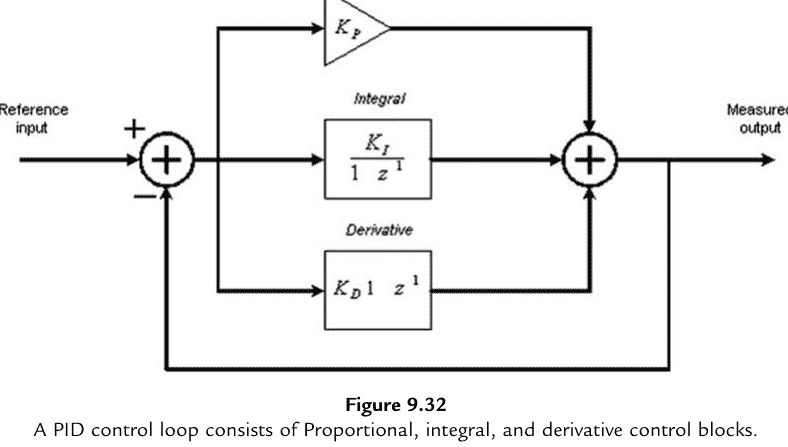 K_P
Reference
input
+
Integral
Measured
output
+
K_I
1 z^1
+
−
Derivative
K_D 1 z^1
Figure 9.32
A PID control loop consists of Proportional, integral, and derivative control blocks.